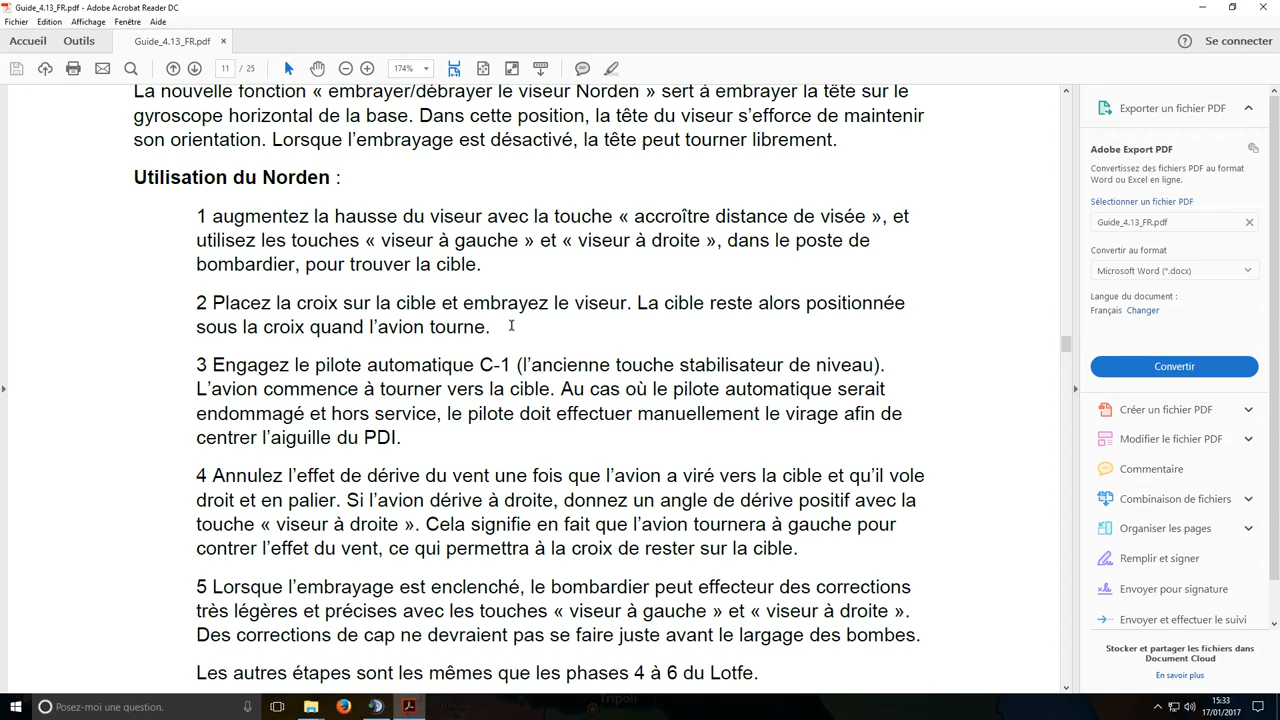 Guide_4.13_FR.pdf - Adobe Acrobat Reader DC
Fichier Edition Affichage Fenêtre Aide
Accueil Outils Guide_4.13_FR.pdf × Se connecter
11 / 25 174%
La nouvelle fonction « embrayer/débrayer le viseur Norden » sert à embrayer la tête sur le
gyroscope horizontal de la base. Dans cette position, la tête du viseur s’efforce de maintenir
son orientation. Lorsque l’embrayage est désactivé, la tête peut tourner librement.
Utilisation du Norden :
1 augmentez la hausse du viseur avec la touche « accroître distance de visée », et
utilisez les touches « viseur à gauche » et « viseur à droite », dans le poste de
bombardier, pour trouver la cible.
2 Placez la croix sur la cible et embrayez le viseur. La cible reste alors positionnée
sous la croix quand l’avion tourne.
3 Engagez le pilote automatique C-1 (l’ancienne touche stabilisateur de niveau).
L’avion commence à tourner vers la cible. Au cas où le pilote automatique serait
endommagé et hors service, le pilote doit effectuer manuellement le virage afin de
centrer l’aiguille du PDI.
4 Annulez l’effet de dérive du vent une fois que l’avion a viré vers la cible et qu’il vole
droit et en palier. Si l’avion dérive à droite, donnez un angle de dérive positif avec la
touche « viseur à droite ». Cela signifie en fait que l’avion tournera à gauche pour
contrer l’effet du vent, ce qui permettra à la croix de rester sur la cible.
5 Lorsque l’embrayage est enclenché, le bombardier peut effecteur des corrections
très légères et précises avec les touches « viseur à gauche » et « viseur à droite ».
Des corrections de cap ne devraient pas se faire juste avant le largage des bombes.
Les autres étapes sont les mêmes que les phases 4 à 6 du Lotfe.
Exporter un fichier PDF
Adobe Export PDF
Convertissez des fichiers PDF au format
Word ou Excel en ligne.
Sélectionner un fichier PDF
Guide_4.13_FR.pdf
Convertir au format
Microsoft Word (*.docx)
Langue du document :
Français Changer
Convertir
Créer un fichier PDF
Modifier le fichier PDF
Commentaire
Combinaison de fichiers
Organiser les pages
Remplir et signer
Envoyer pour signature
Envoyer et effectuer le suivi
Stocker et partager les fichiers dans
Document Cloud
En savoir plus
Posez-moi une question.
Tripoli
15:33
17/01/2017